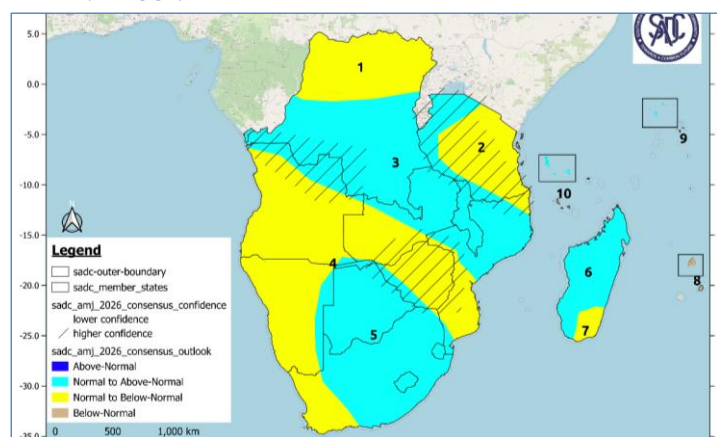 SADC
5.0
0.0
-5.0
-10.0
-15.0
-20.0
-25.0
-30.0
-35.0
1
2
3
4
5
6
7
8
9
10
N
Legend
sadc-outer-boundary
sadc_member_states
sadc_amj_2026_consensus_confidence
lower confidence
higher confidence
sadc_amj_2026_consensus_outlook
Above-Normal
Normal to Above-Normal
Normal to Below-Normal
Below-Normal
0 500 1,000 km